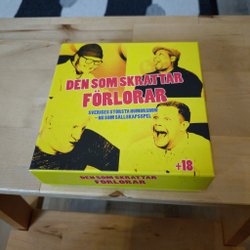 DEN SOM SKRATTAR
FÖRLORAR
SVERIGES STÖRSTA HUMORSHOW
- NU SOM SÄLLSKAPSSPEL
+18
DEN SOM SKRATTAR
FÖRLORAR